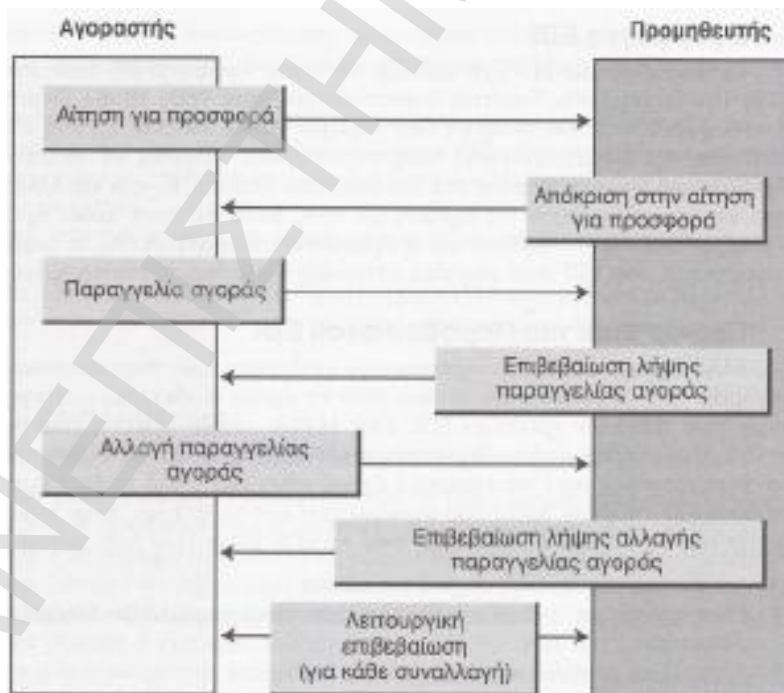 Αγοραστής
Προμηθευτής
Αίτηση για προσφορά
Απόκριση στην αίτηση
για προσφορά
Παραγγελία αγοράς
Επιβεβαίωση λήψης
παραγγελίας αγοράς
Αλλαγή παραγγελίας
αγοράς
Επιβεβαίωση λήψης αλλαγής
παραγγελίας αγοράς
Λειτουργική
επιβεβαίωση
(για κάθε συναλλαγή)